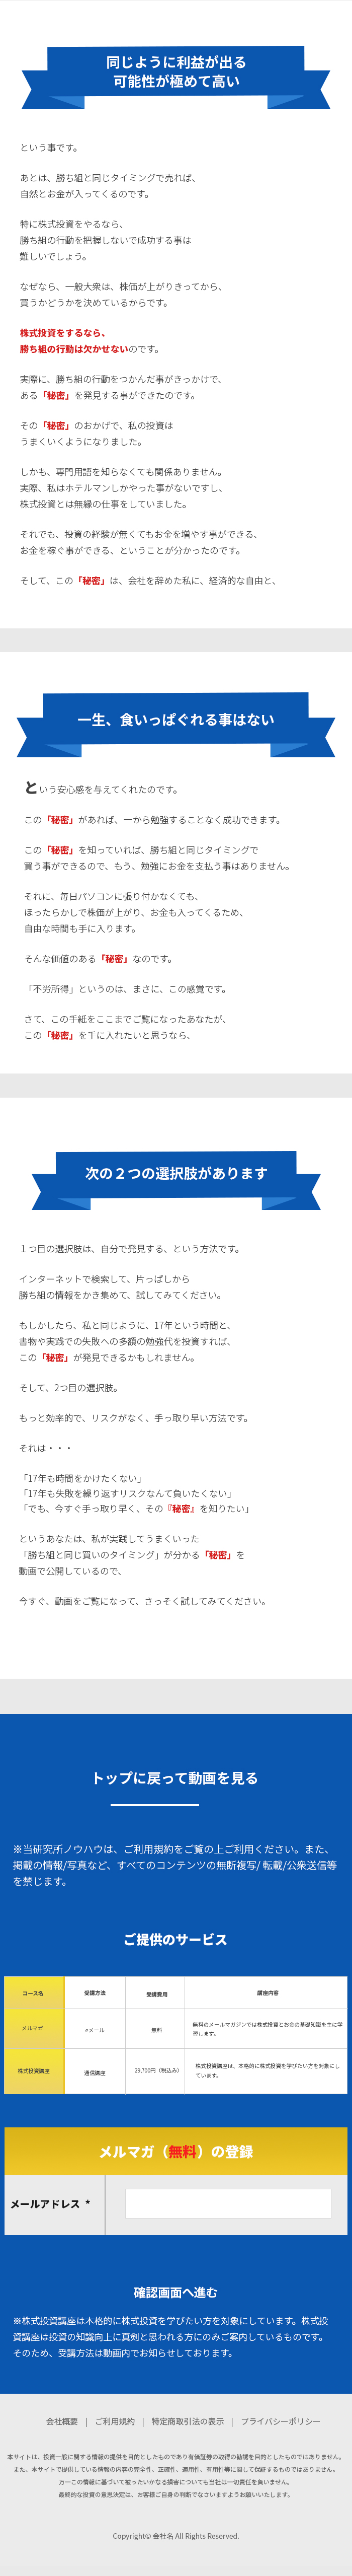 同じように利益が出る
可能性が極めて高い
という事です。
あとは、勝ち組と同じタイミングで売れば、
自然とお金が入ってくるのです。
特に株式投資をやるなら、
勝ち組の行動を把握しないで成功する事は
難しいでしょう。
なぜなら、一般大衆は、株価が上がりきってから、
買うかどうかを決めているからです。
株式投資をするなら、
勝ち組の行動は欠かせないのです。
実際に、勝ち組の行動をつかんだ事がきっかけで、
ある「秘密」を発見する事ができたのです。
その「秘密」のおかげで、私の投資は
うまくいくようになりました。
しかも、専門用語を知らなくても関係ありません。
実際、私はホテルマンしかやった事がないですし、
株式投資とは無縁の仕事をしていました。
それでも、投資の経験が無くてもお金を増やす事ができる、
お金を稼ぐ事ができる、ということが分かったのです。
そして、この「秘密」は、会社を辞めた私に、経済的な自由と、
一生、食いっぱぐれる事はない
という安心感を与えてくれたのです。
この「秘密」があれば、一から勉強することなく成功できます。
この「秘密」を知っていれば、勝ち組と同じタイミングで
買う事ができるので、もう、勉強にお金を支払う事はありません。
それに、毎日パソコンに張り付かなくても、
ほったらかしで株価が上がり、お金も入ってくるため、
自由な時間も手に入ります。
そんな価値のある「秘密」なのです。
「不労所得」というのは、まさに、この感覚です。
さて、この手紙をここまでご覧になったあなたが、
この「秘密」を手に入れたいと思うなら、
次の２つの選択肢があります
１つ目の選択肢は、自分で発見する、という方法です。
インターネットで検索して、片っぱしから
勝ち組の情報をかき集めて、試してみてください。
もしかしたら、私と同じように、17年という時間と、
書物や実践での失敗への多額の勉強代を投資すれば、
この「秘密」が発見できるかもしれません。
そして、2つ目の選択肢。
もっと効率的で、リスクがなく、手っ取り早い方法です。
それは・・・
「17年も時間をかけたくない」
「17年も失敗を繰り返すリスクなんて負いたくない」
「でも、今すぐ手っ取り早く、その『秘密』を知りたい」
というあなたは、私が実践してうまくいった
「勝ち組と同じ買いのタイミング」が分かる「秘密」を
動画で公開しているので、
今すぐ、動画をご覧になって、さっそく試してみてください。
トップに戻って動画を見る
※当研究所ノウハウは、ご利用規約をご覧の上ご利用ください。また、
掲載の情報/写真など、すべてのコンテンツの無断複写/ 転載/公衆送信等
を禁じます。
ご提供のサービス
コース名 受講方法 受講費用 講座内容
メルマガ eメール 無料 無料のメールマガジンでは株式投資とお金の基礎知識を主に学
習します。
株式投資講座 通信講座 29,700円（税込み） 株式投資講座は、本格的に株式投資を学びたい方を対象にし
ています。
メルマガ（無料）の登録
メールアドレス *
確認画面へ進む
※株式投資講座は本格的に株式投資を学びたい方を対象にしています。株式投
資講座は投資の知識向上に真剣と思われる方にのみご案内しているものです。
そのため、受講方法は動画内でお知らせしております。
会社概要 | ご利用規約 | 特定商取引法の表示 | プライバシーポリシー
本サイトは、投資一般に関する情報の提供を目的としたものであり有価証券の取得の勧誘を目的としたものではありません。
また、本サイトで提供している情報の内容の完全性、正確性、適用性、有用性等に関して保証するものではありません。
万一この情報に基づいて被ったいかなる損害についても当社は一切責任を負いません。
最終的な投資の意思決定は、お客様ご自身の判断でなさいますようお願いいたします。
Copyright© 会社名 All Rights Reserved.